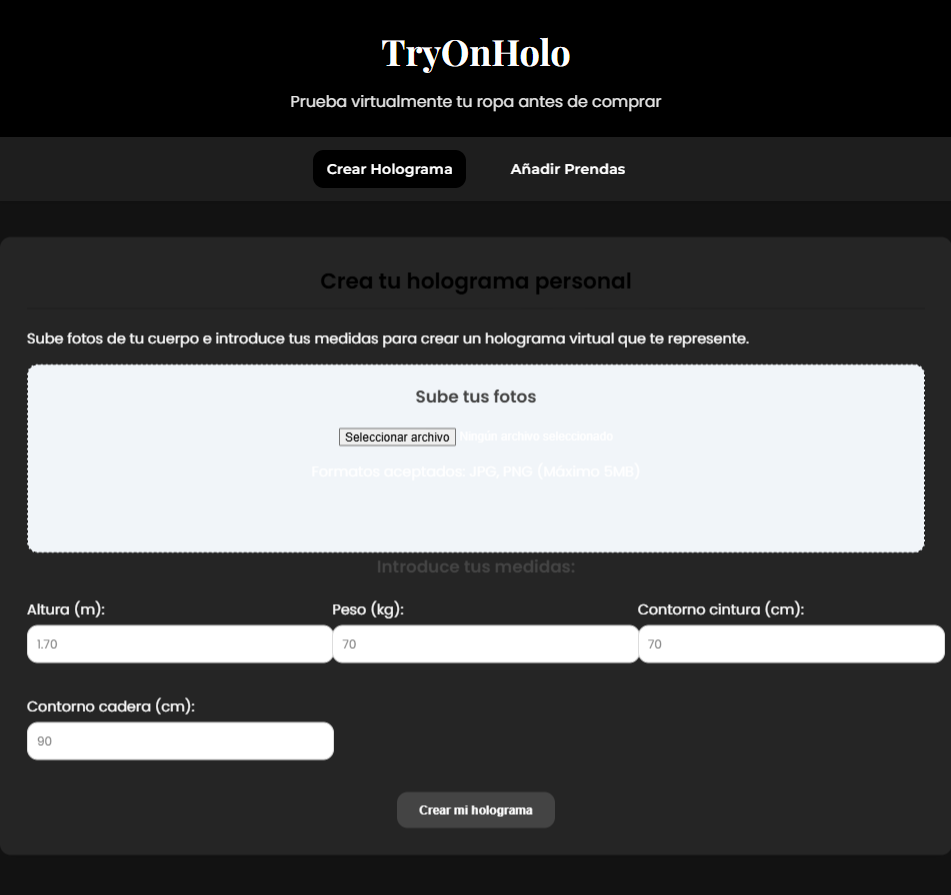 TryOnHolo
Prueba virtualmente tu ropa antes de comprar
Crear Holograma Añadir Prendas
Crea tu holograma personal
Sube fotos de tu cuerpo e introduce tus medidas para crear un holograma virtual que te represente.
Sube tus fotos
Seleccionar archivo Ningún archivo seleccionado
Formatos aceptados: JPG, PNG (Máximo 5MB)
Introduce tus medidas:
Altura (m): Peso (kg): Contorno cintura (cm):
1.70 70 70
Contorno cadera (cm):
90
Crear mi holograma